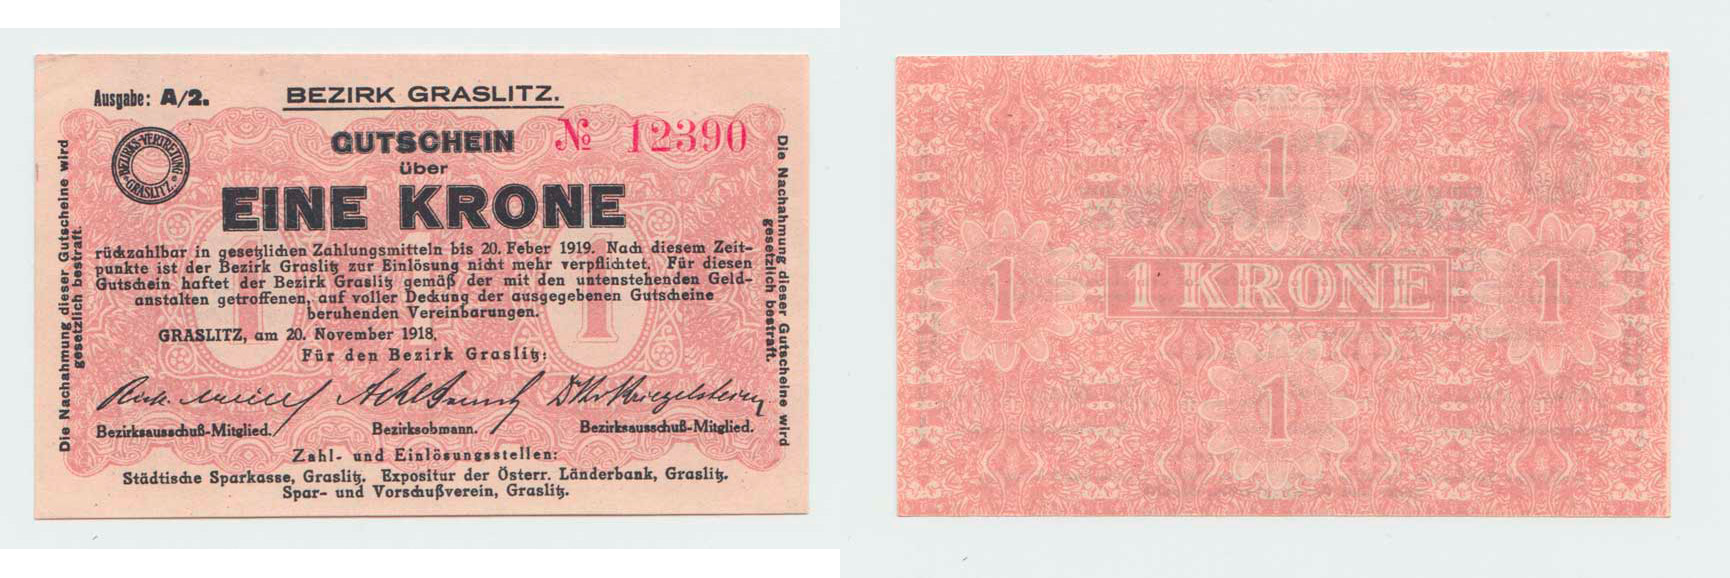 Ausgabe: A/2.
BEZIRK GRASLITZ.
BEZIRKS-VERTRETUNG
GRASLITZ.
GUTSCHEIN
№ 12390
über
EINE KRONE
rückzahlbar in gesetzlichen Zahlungsmitteln bis 20. Feber 1919. Nach diesem Zeit-
punkte ist der Bezirk Graslitz zur Einlösung nicht mehr verpflichtet. Für diesen
Gutschein haftet der Bezirk Graslitz gemäß der mit den untenstehenden Geld-
anstalten getroffenen, auf voller Deckung der ausgegebenen Gutscheine
beruhenden Vereinbarungen.
GRASLITZ, am 20. November 1918.
Für den Bezirk Graslitz:
Bezirksausschuß-Mitglied. Bezirksobmann. Bezirksausschuß-Mitglied.
Zahl- und Einlösungsstellen:
Städtische Sparkasse, Graslitz. Expositur der Österr. Länderbank, Graslitz.
Spar- und Vorschußverein, Graslitz.
Die Nachahmung dieser Gutscheine wird
gesetzlich bestraft.
Die Nachahmung dieser Gutscheine wird
gesetzlich bestraft.
1
1
1
1 1 KRONE 1
1